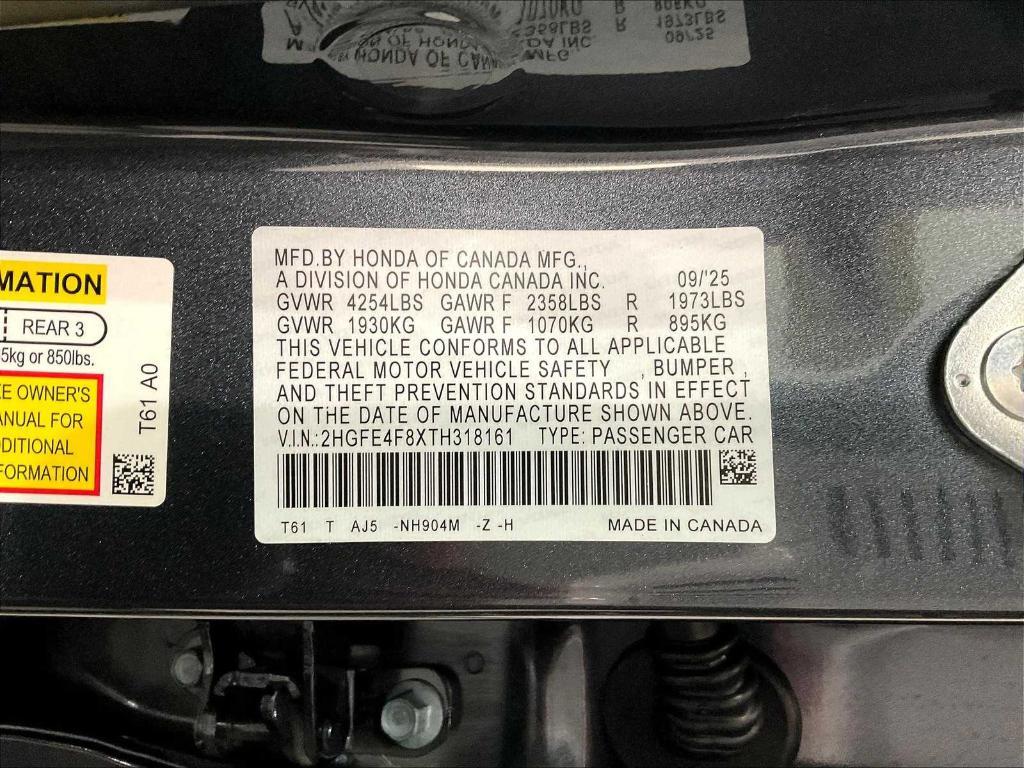 MATION
REAR 3
5kg or 850lbs.
E OWNER'S
ANUAL FOR
DITIONAL
FORMATION
T61 A0
MFD.BY HONDA OF CANADA MFG.,
A DIVISION OF HONDA CANADA INC. 09/'25
GVWR 4254LBS GAWR F 2358LBS R 1973LBS
GVWR 1930KG GAWR F 1070KG R 895KG
THIS VEHICLE CONFORMS TO ALL APPLICABLE
FEDERAL MOTOR VEHICLE SAFETY , BUMPER ,
AND THEFT PREVENTION STANDARDS IN EFFECT
ON THE DATE OF MANUFACTURE SHOWN ABOVE.
V.I.N.:2HGFE4F8XTH318161 TYPE: PASSENGER CAR
T61 T AJ5 -NH904M -Z -H MADE IN CANADA